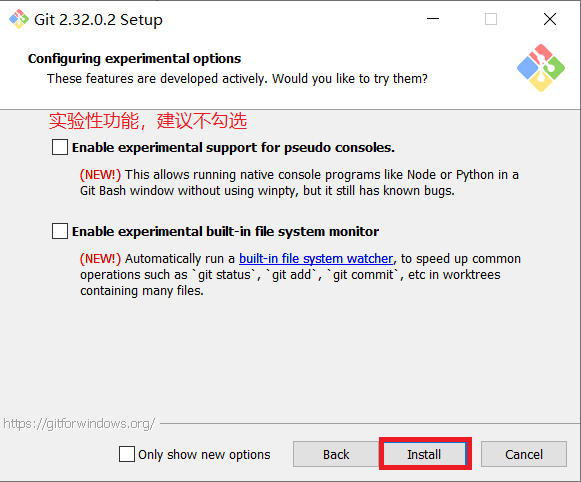 Git 2.32.0.2 Setup
Configuring experimental options
These features are developed actively. Would you like to try them?
实验性功能，建议不勾选
Enable experimental support for pseudo consoles.
(NEW!) This allows running native console programs like Node or Python in a
Git Bash window without using winpty, but it still has known bugs.
Enable experimental built-in file system monitor
(NEW!) Automatically run a built-in file system watcher, to speed up common
operations such as `git status`, `git add`, `git commit`, etc in worktrees
containing many files.
https://gitforwindows.org/
Only show new options
Back
Install
Cancel